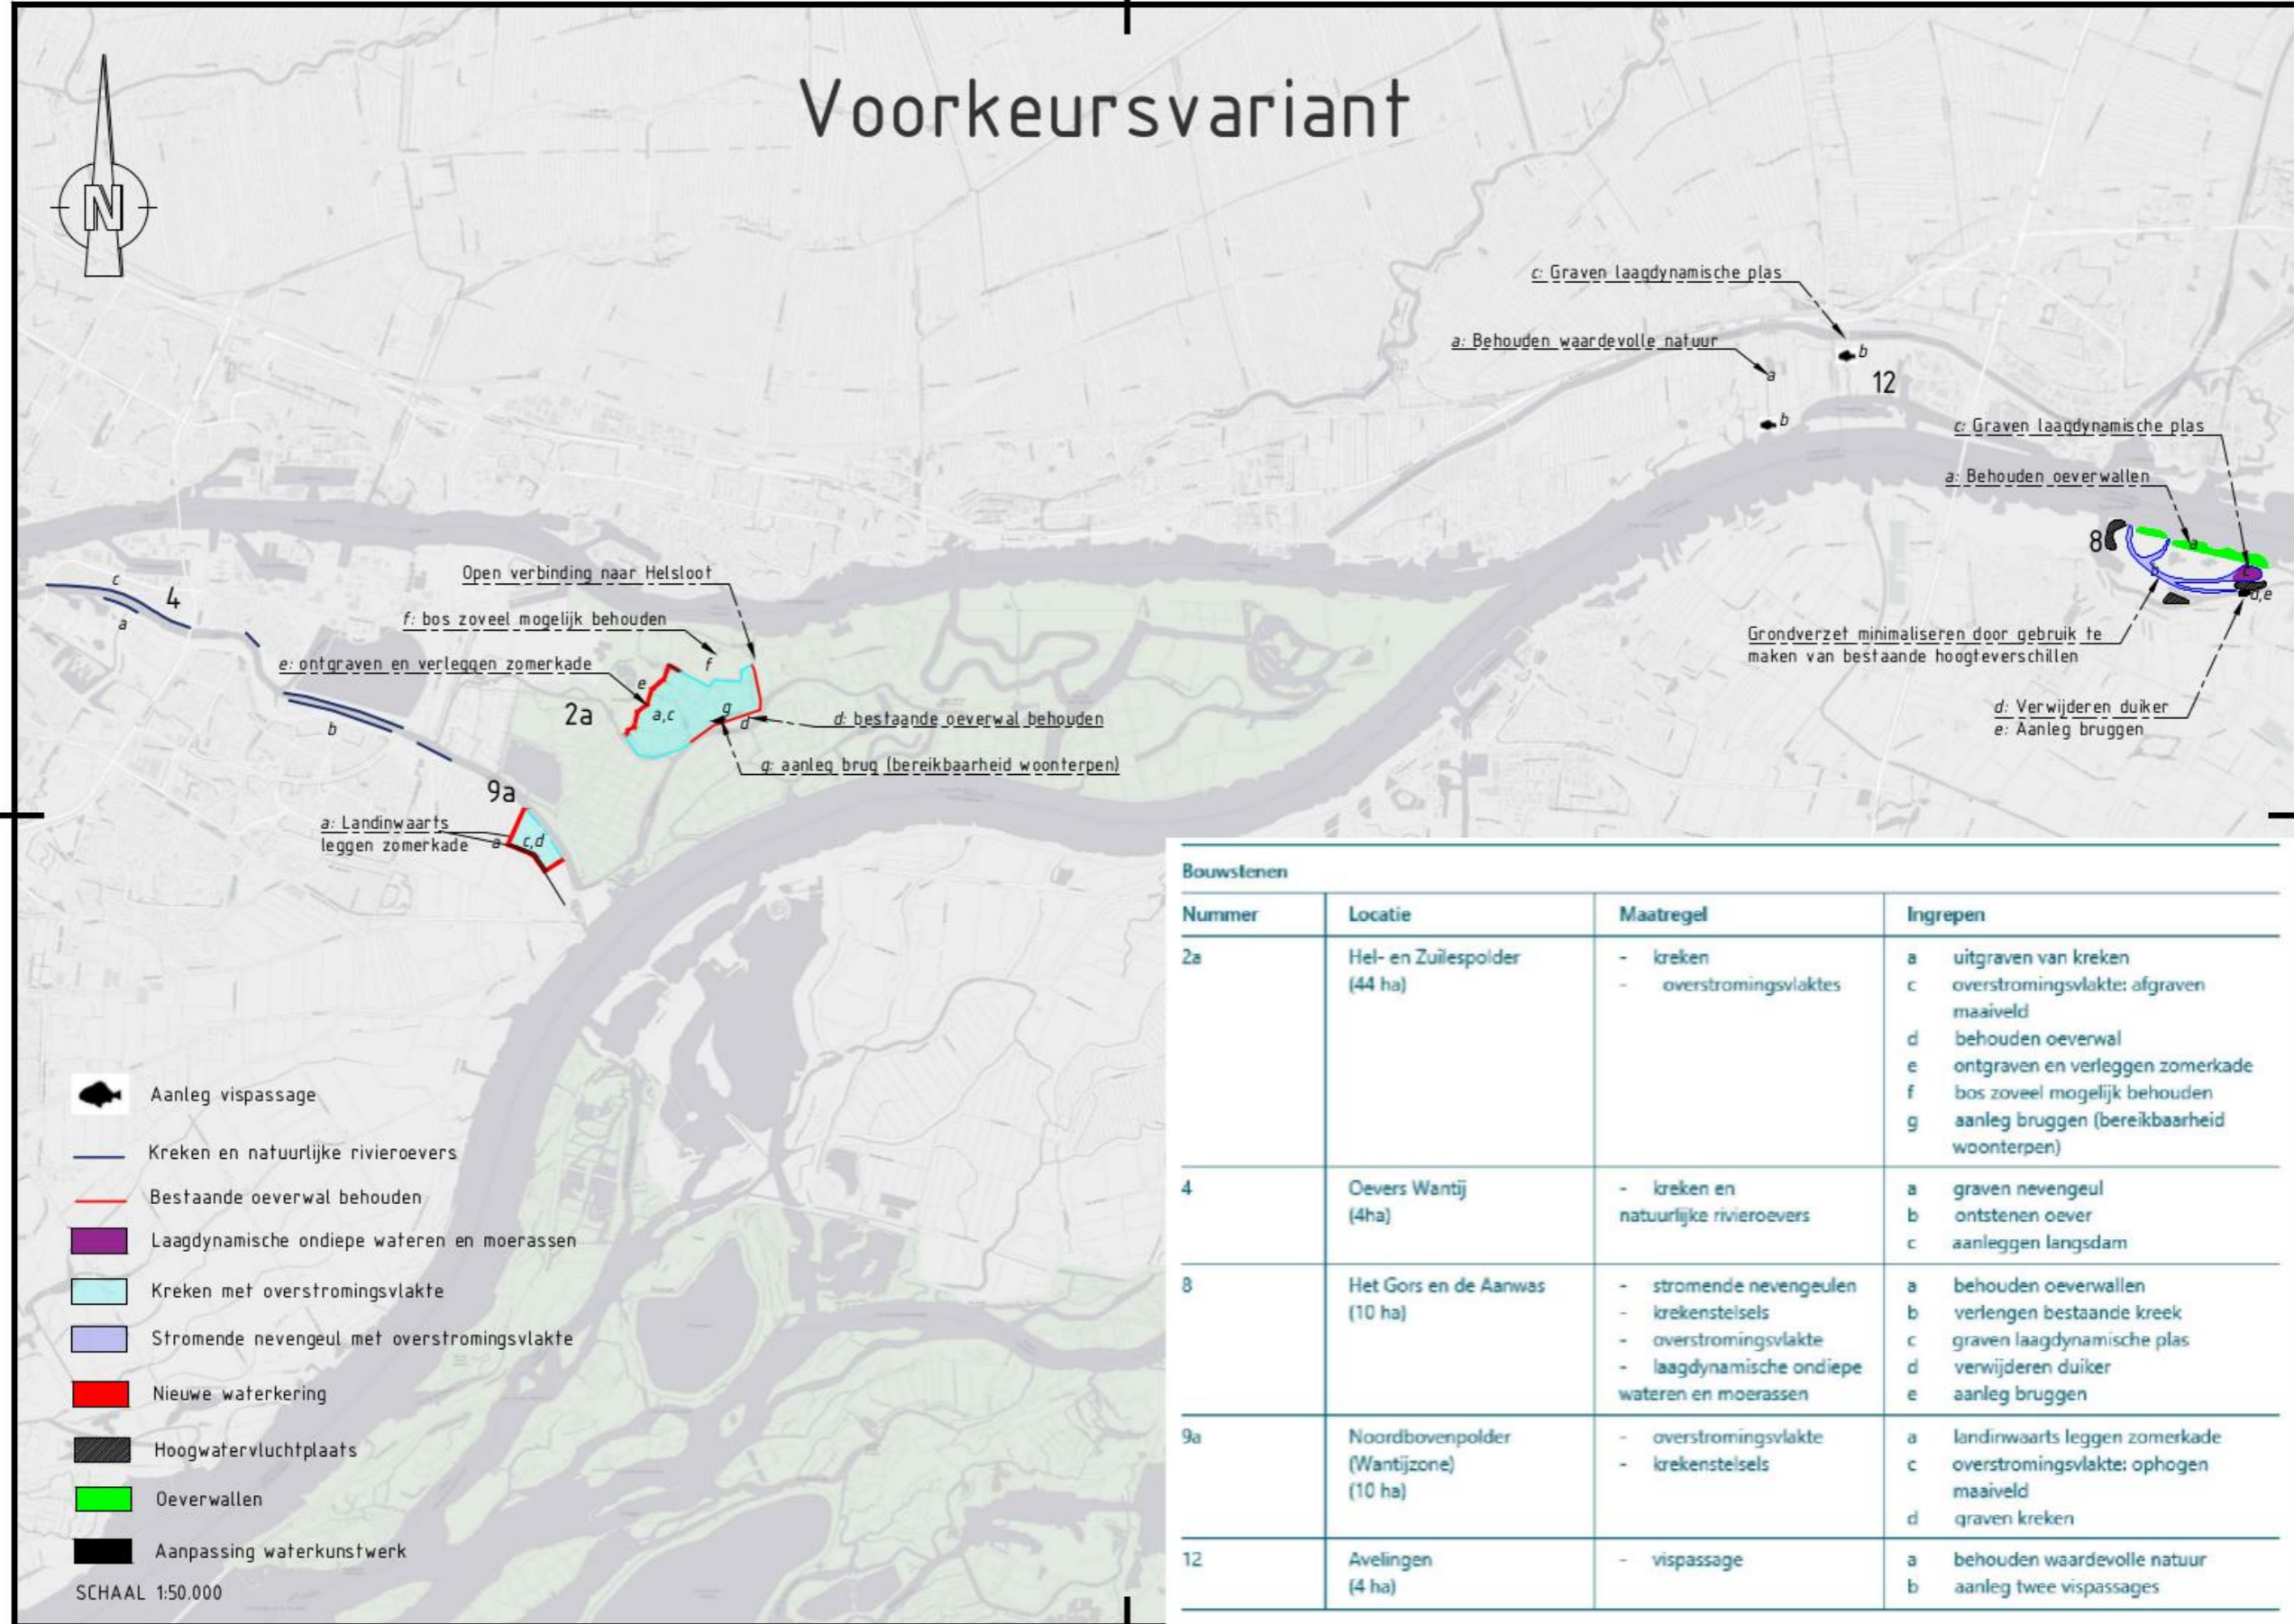 Voorkeursvariant
N
c: Graven laagdynamische plas
a: Behouden waardevolle natuur
b
a
12
b
c: Graven laagdynamische plas
a: Behouden oeverwallen
8
a
b
c
d,e
Grondverzet minimaliseren door gebruik te
maken van bestaande hoogteverschillen
d: Verwijderen duiker
e: Aanleg bruggen
c
4
a
b
Open verbinding naar Helsloot
f: bos zoveel mogelijk behouden
f
e: ontgraven en verleggen zomerkade
e
2a
a,c
g
d
d: bestaande oeverwal behouden
g: aanleg brug (bereikbaarheid woonterpen)
9a
a: Landinwaarts
leggen zomerkade
a
c,d
Aanleg vispassage
Kreken en natuurlijke rivieroevers
Bestaande oeverwal behouden
Laagdynamische ondiepe wateren en moerassen
Kreken met overstromingsvlakte
Stromende nevengeul met overstromingsvlakte
Nieuwe waterkering
Hoogwatervluchtplaats
Oeverwallen
Aanpassing waterkunstwerk
SCHAAL 1:50.000
Bouwstenen
Nummer Locatie Maatregel Ingrepen
2a Hel- en Zuilespolder - kreken a uitgraven van kreken
(44 ha) - overstromingsvlaktes c overstromingsvlakte: afgraven
maaiveld
d behouden oeverwal
e ontgraven en verleggen zomerkade
f bos zoveel mogelijk behouden
g aanleg bruggen (bereikbaarheid
woonterpen)
4 Oevers Wantij - kreken en a graven nevengeul
(4ha) natuurlijke rivieroevers b ontstenen oever
c aanleggen langsdam
8 Het Gors en de Aanwas - stromende nevengeulen a behouden oeverwallen
(10 ha) - krekenstelsels b verlengen bestaande kreek
- overstromingsvlakte c graven laagdynamische plas
- laagdynamische ondiepe d verwijderen duiker
wateren en moerassen e aanleg bruggen
9a Noordbovenpolder - overstromingsvlakte a landinwaarts leggen zomerkade
(Wantijzone) - krekenstelsels c overstromingsvlakte: ophogen
(10 ha) maaiveld
d graven kreken
12 Avelingen - vispassage a behouden waardevolle natuur
(4 ha) b aanleg twee vispassages